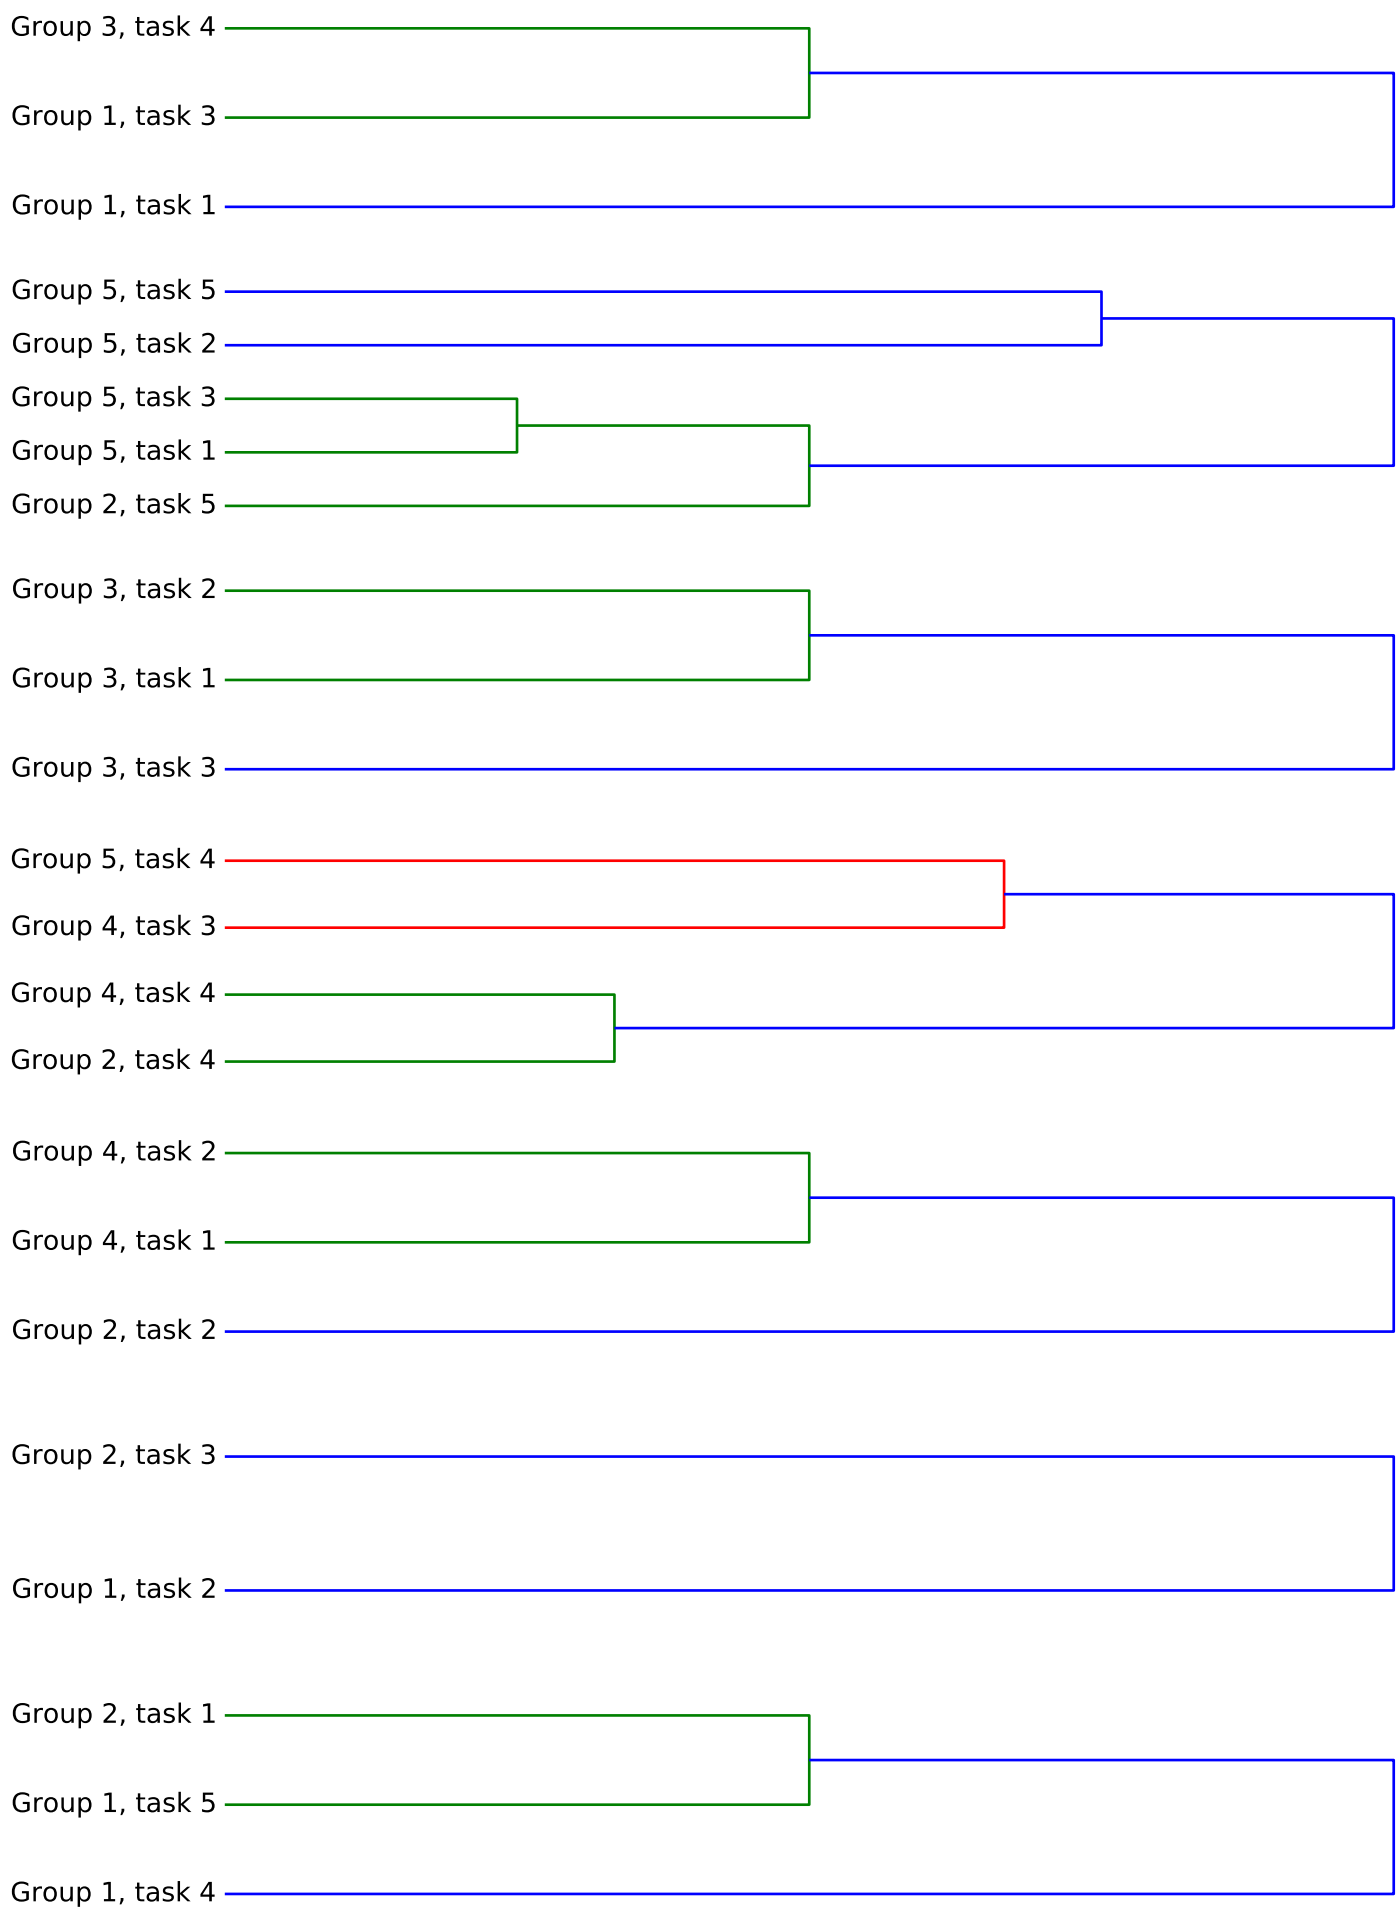 Group 3, task 4
Group 1, task 3
Group 1, task 1
Group 5, task 5
Group 5, task 2
Group 5, task 3
Group 5, task 1
Group 2, task 5
Group 3, task 2
Group 3, task 1
Group 3, task 3
Group 5, task 4
Group 4, task 3
Group 4, task 4
Group 2, task 4
Group 4, task 2
Group 4, task 1
Group 2, task 2
Group 2, task 3
Group 1, task 2
Group 2, task 1
Group 1, task 5
Group 1, task 4